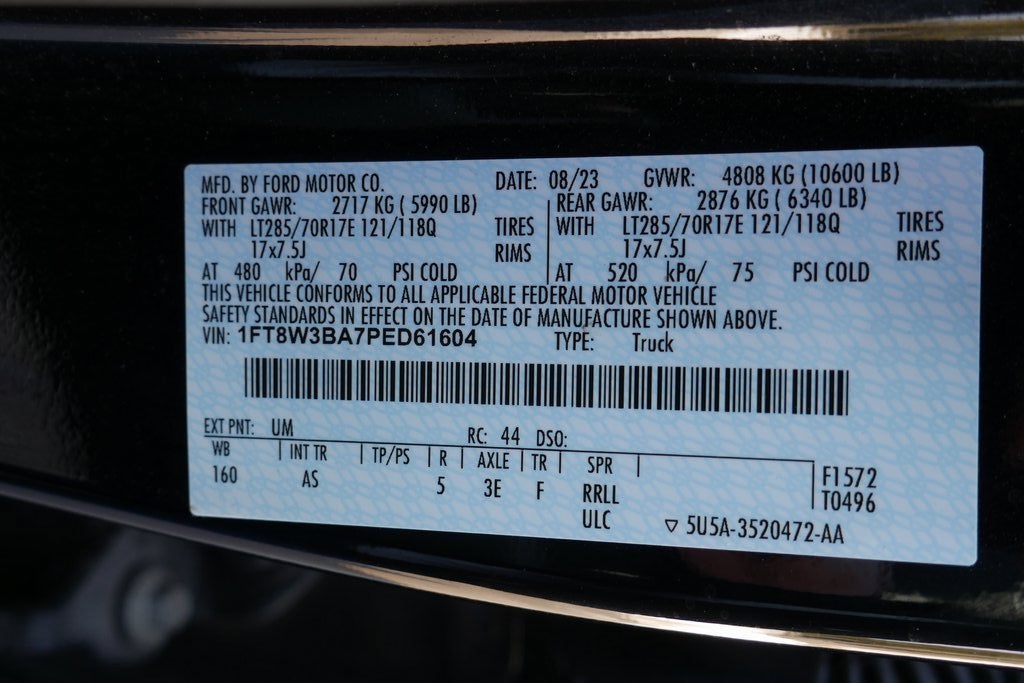 MFD. BY FORD MOTOR CO. DATE: 08/23 GVWR: 4808 KG (10600 LB)
FRONT GAWR: 2717 KG ( 5990 LB) REAR GAWR: 2876 KG ( 6340 LB)
WITH LT285/70R17E 121/118Q TIRES WITH LT285/70R17E 121/118Q TIRES
17x7.5J RIMS 17x7.5J RIMS
AT 480 kPa/ 70 PSI COLD AT 520 kPa/ 75 PSI COLD
THIS VEHICLE CONFORMS TO ALL APPLICABLE FEDERAL MOTOR VEHICLE
SAFETY STANDARDS IN EFFECT ON THE DATE OF MANUFACTURE SHOWN ABOVE.
VIN: 1FT8W3BA7PED61604 TYPE: Truck
EXT PNT: UM RC: 44 DSO:
WB INT TR TP/PS R AXLE TR SPR F1572
160 AS 5 3E F RRLL T0496
ULC ▽ 5U5A-3520472-AA